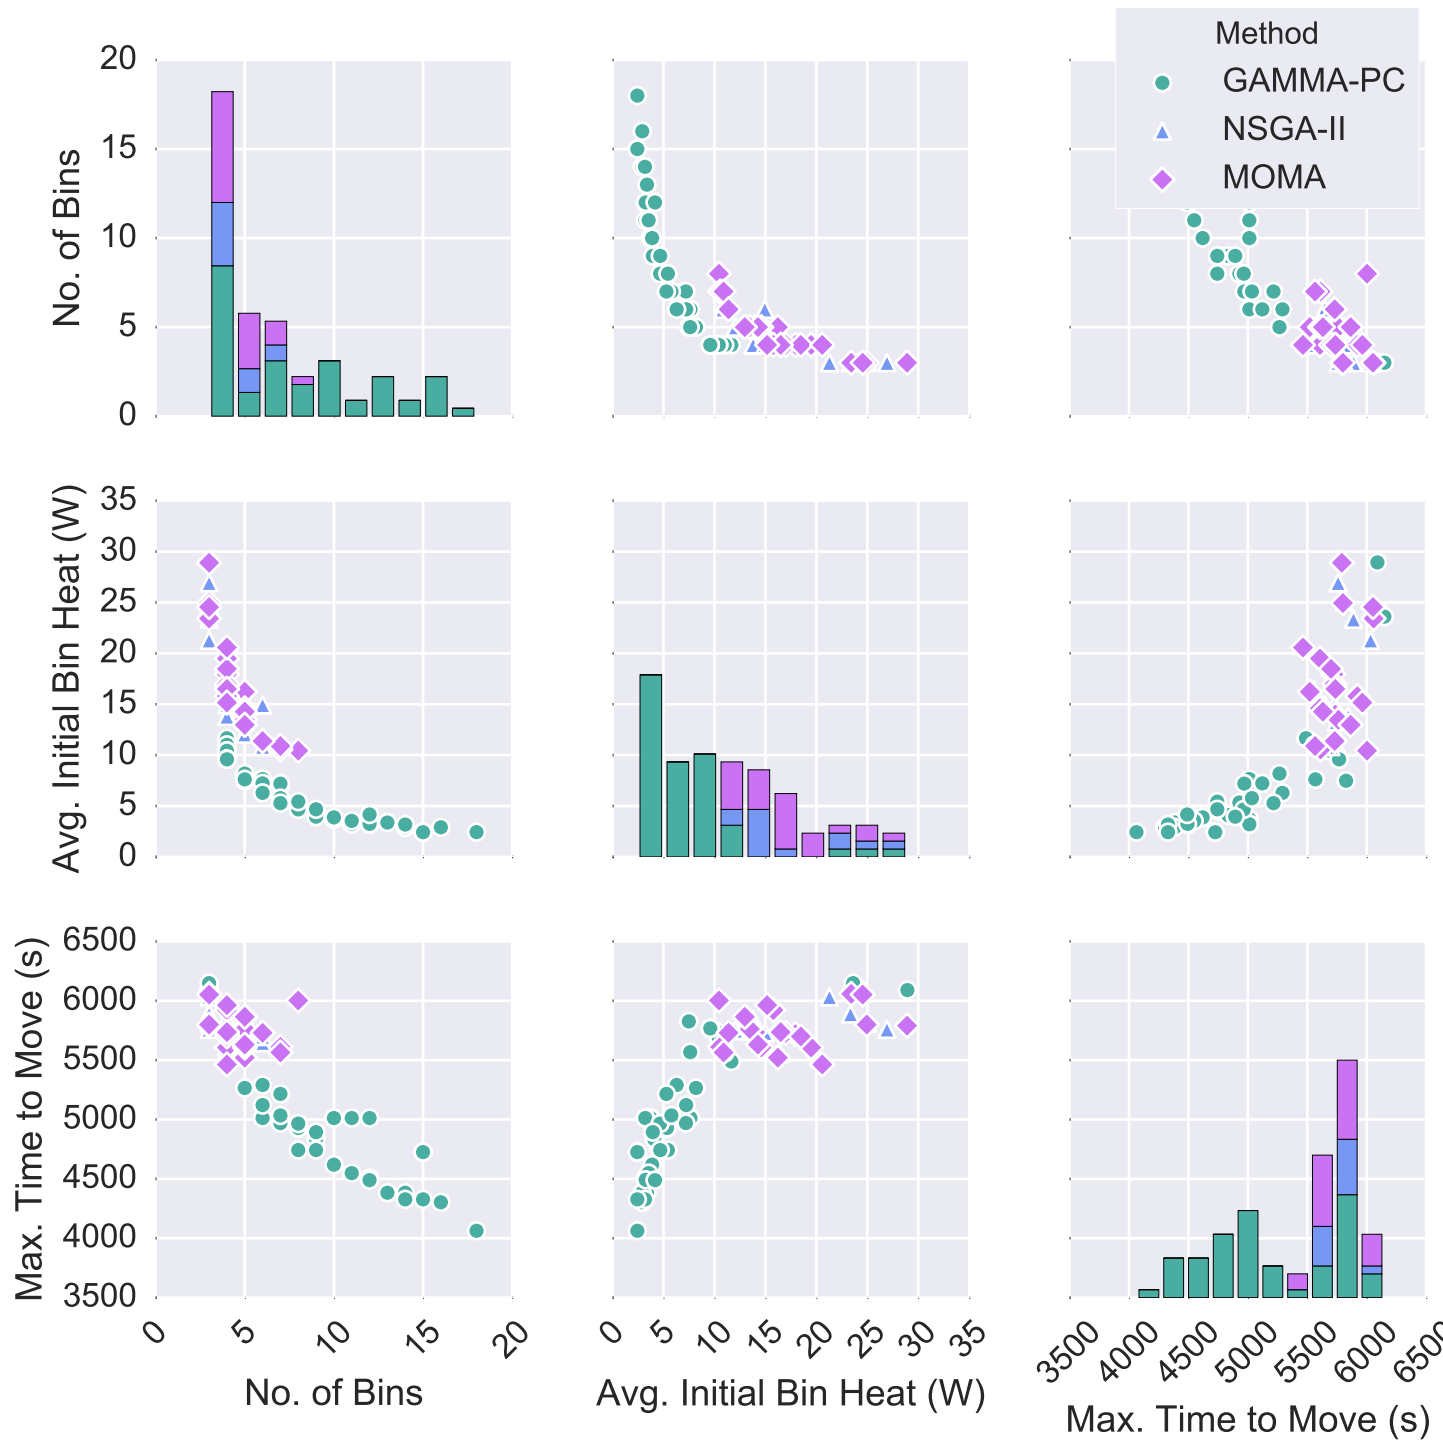 Method
GAMMA-PC
NSGA-II
MOMA
No. of Bins
20
15
10
5
0
Avg. Initial Bin Heat (W)
35
30
25
20
15
10
5
0
Max. Time to Move (s)
6500
6000
5500
5000
4500
4000
3500
0 5 10 15 20
0 5 10 15 20 25 30 35
3500 4000 4500 5000 5500 6000 6500
No. of Bins
Avg. Initial Bin Heat (W)
Max. Time to Move (s)